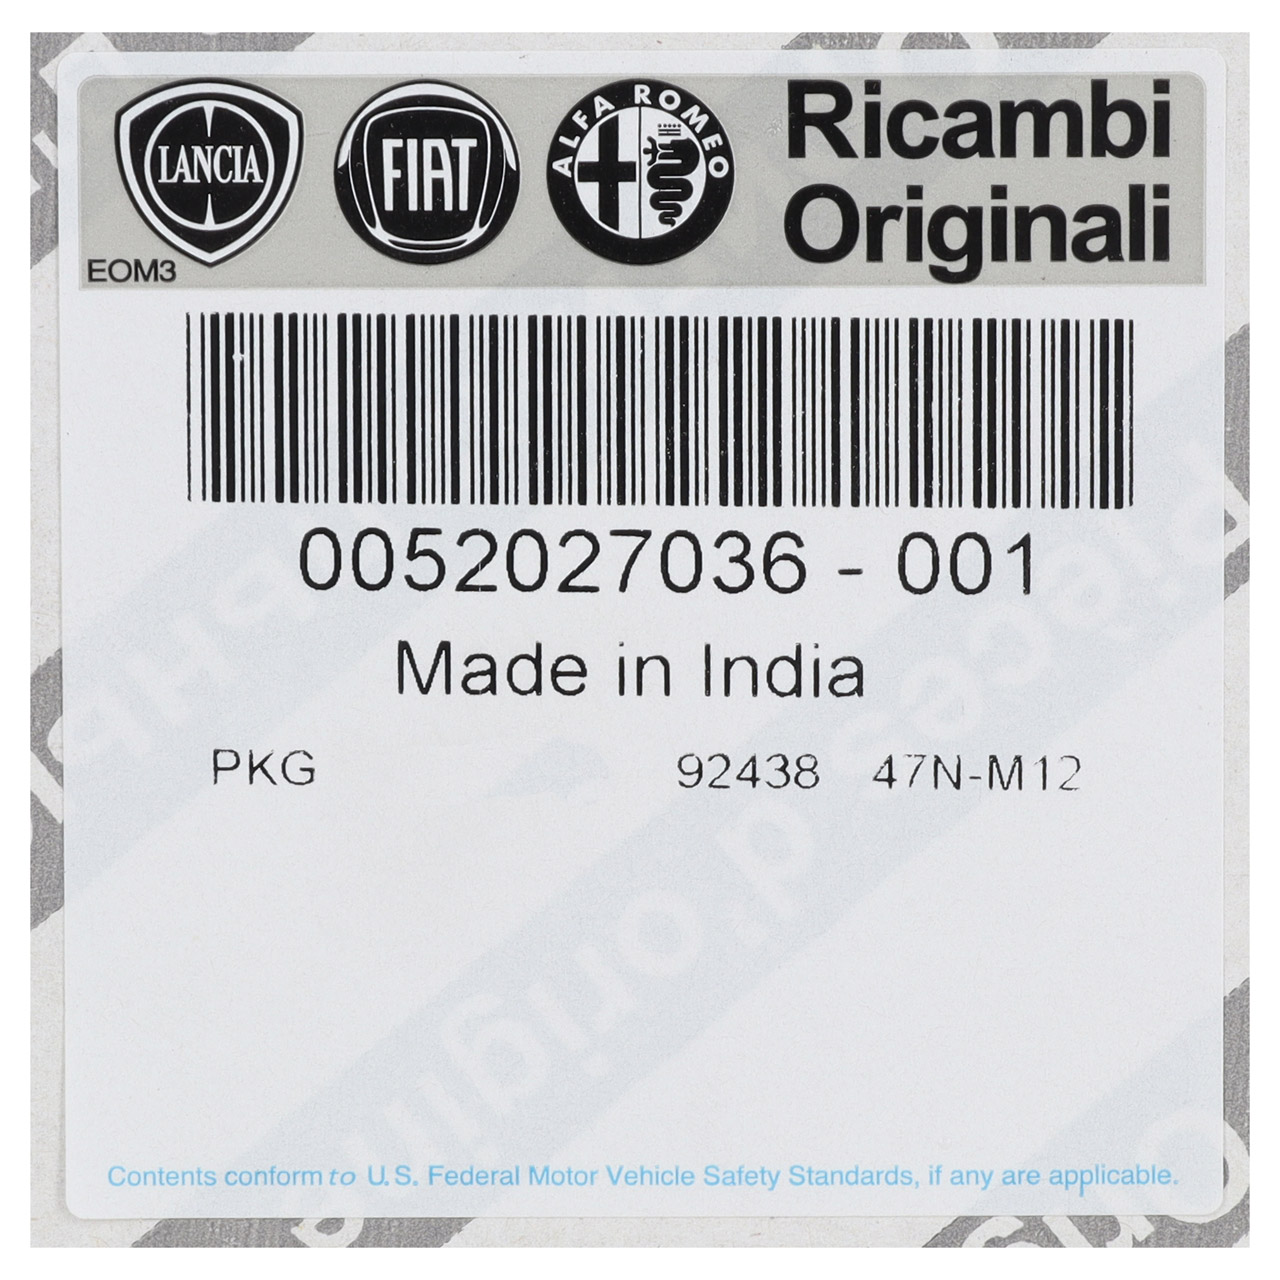 LANCIA
FIAT
ALFA ROMEO
Ricambi
Originali
EOM3
0052027036 - 001
Made in India
PKG 92438 47N-M12
Contents conform to U.S. Federal Motor Vehicle Safety Standards, if any are applicable.